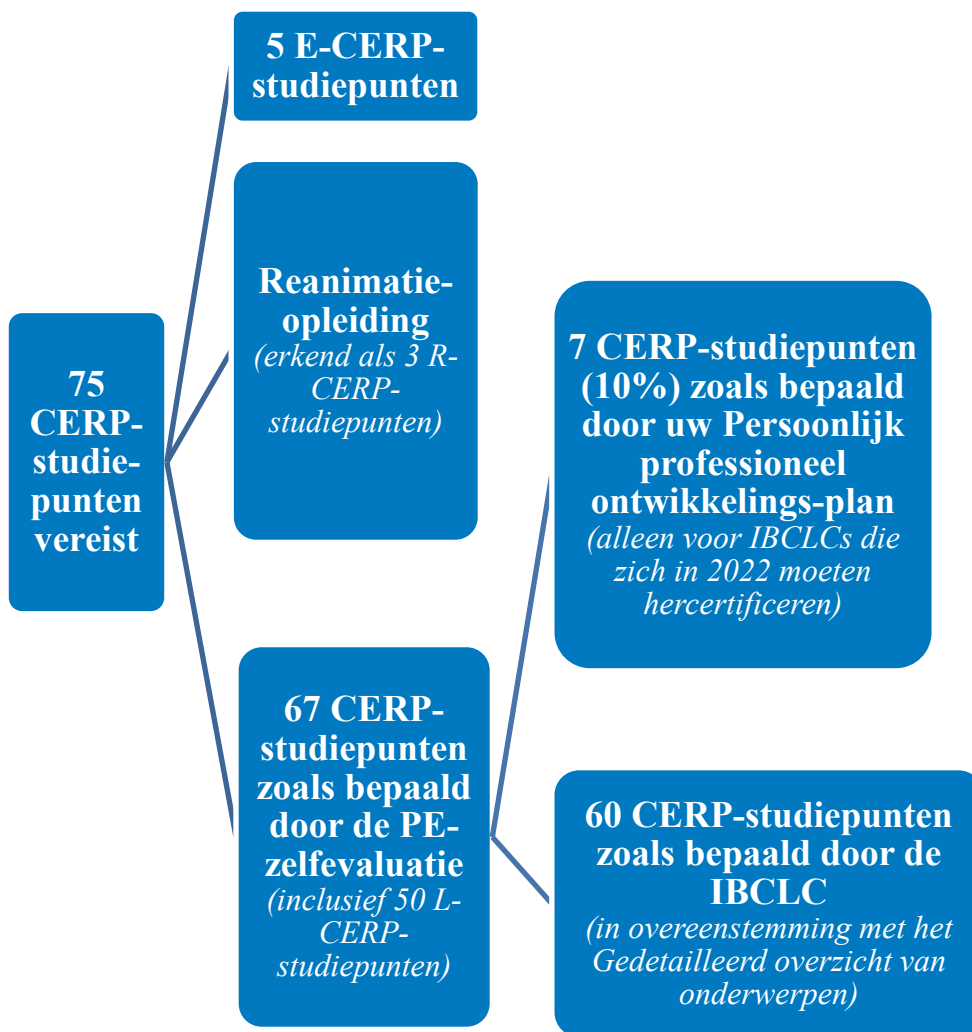 75
CERP-
studie-
punten
vereist
5 E-CERP-
studiepunten
Reanimatie-
opleiding
(erkend als 3 R-
CERP-
studiepunten)
67 CERP-
studiepunten
zoals bepaald
door de PE-
zelfevaluatie
(inclusief 50 L-
CERP-
studiepunten)
7 CERP-studiepunten
(10%) zoals bepaald
door uw Persoonlijk
professioneel
ontwikkelings-plan
(alleen voor IBCLCs die
zich in 2022 moeten
hercertificeren)
60 CERP-studiepunten
zoals bepaald door de
IBCLC
(in overeenstemming met het
Gedetailleerd overzicht van
onderwerpen)